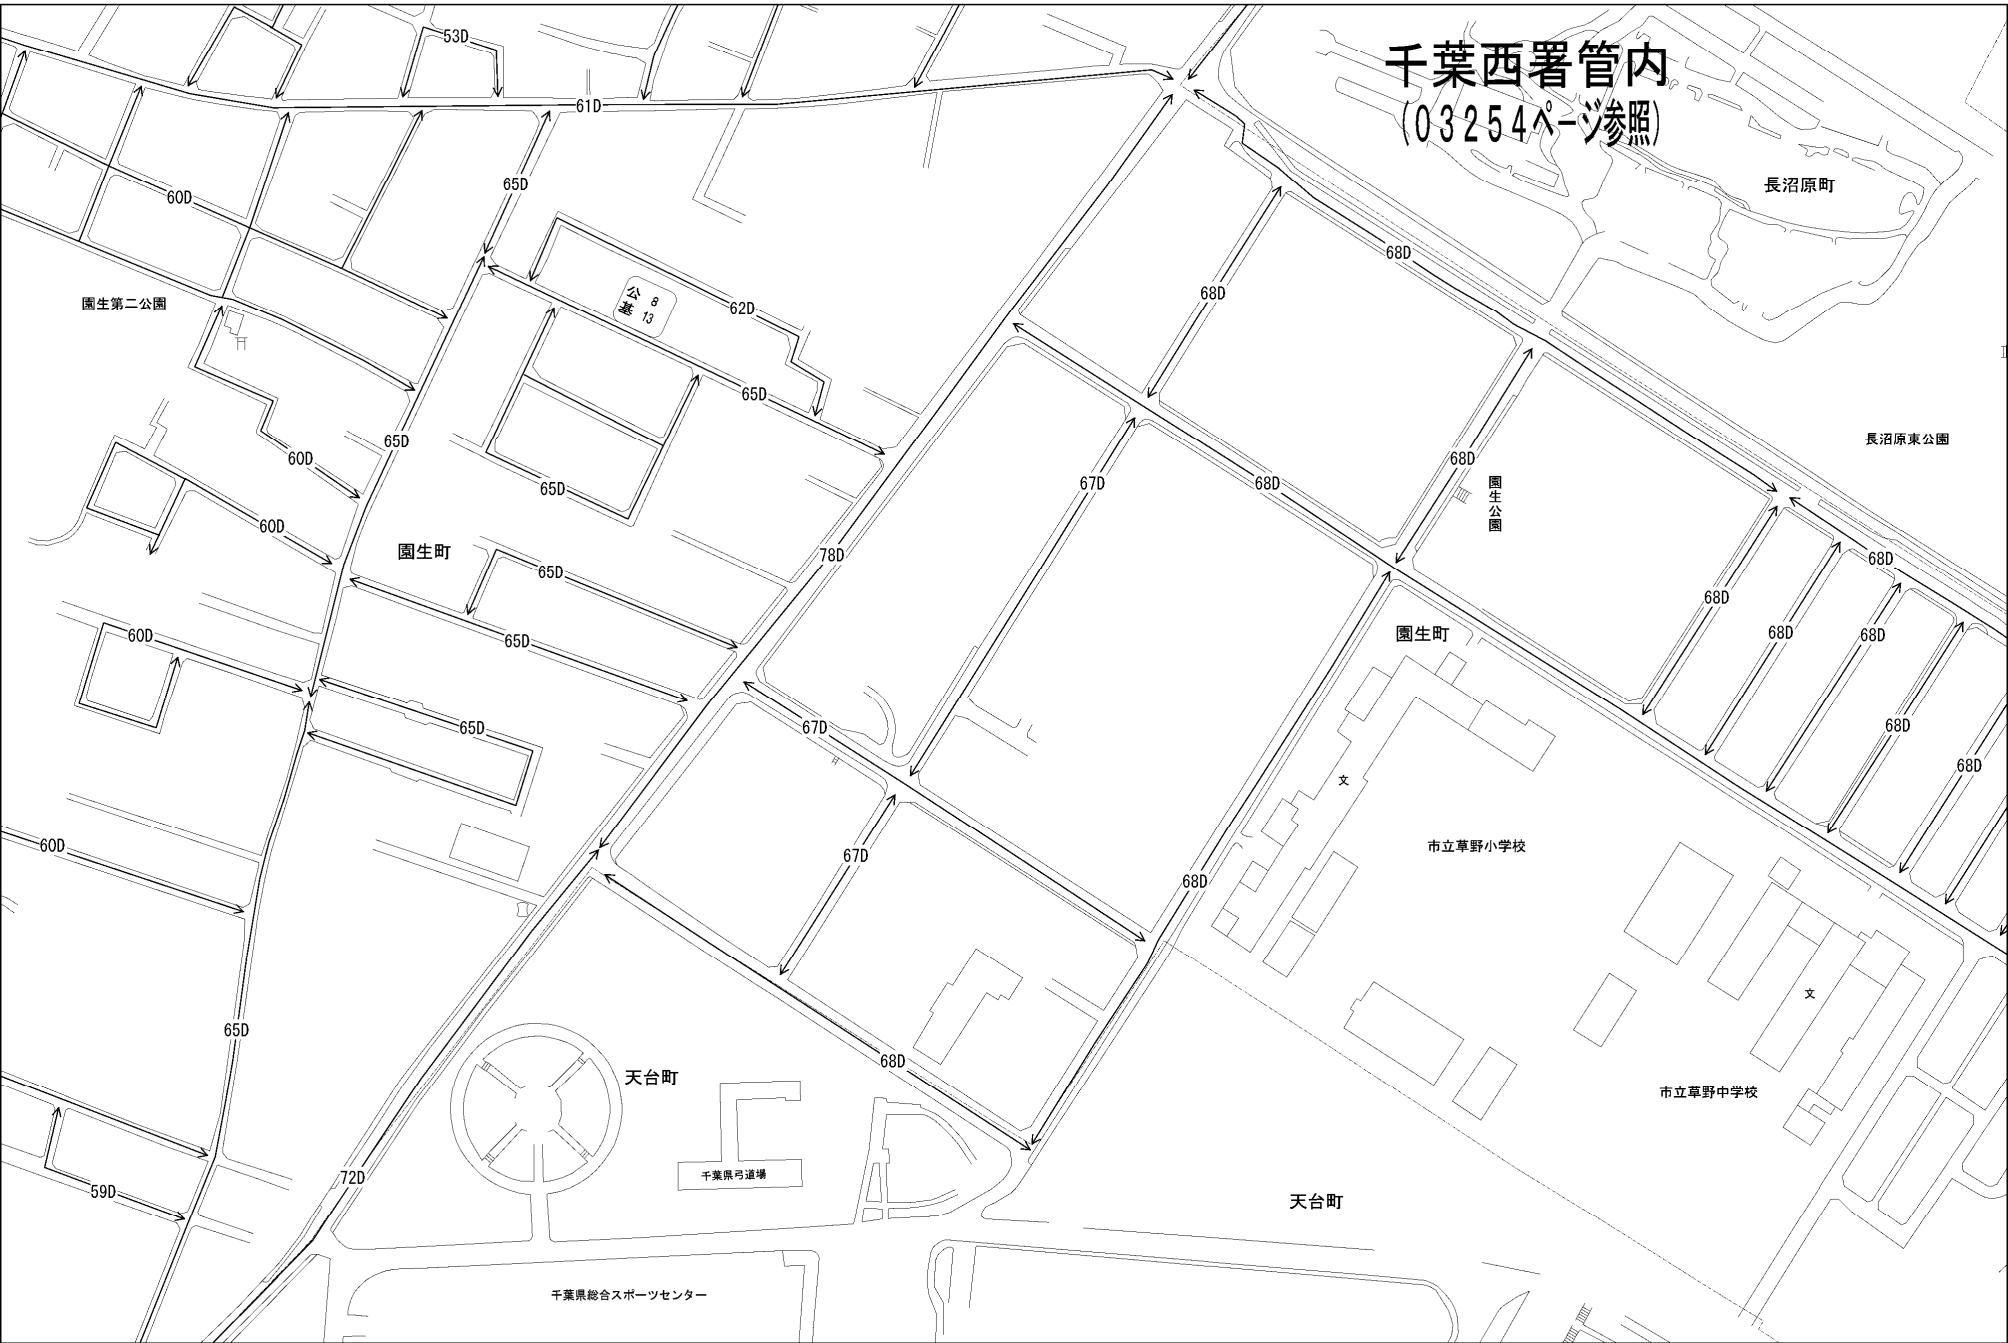 千葉西署管内
(03254ページ参照)
53D
61D
長沼原町
60D
65D
68D
園生第二公園
公 8
基 13
62D
68D
65D
長沼原東公園
65D
60D
65D
67D
68D
68D
園生公園
60D
園生町
65D
78D
68D
68D
68D
68D
60D
65D
園生町
65D
67D
68D
68D
文
60D
67D
68D
市立草野小学校
文
65D
68D
天台町
市立草野中学校
72D
千葉県弓道場
59D
天台町
千葉県総合スポーツセンター